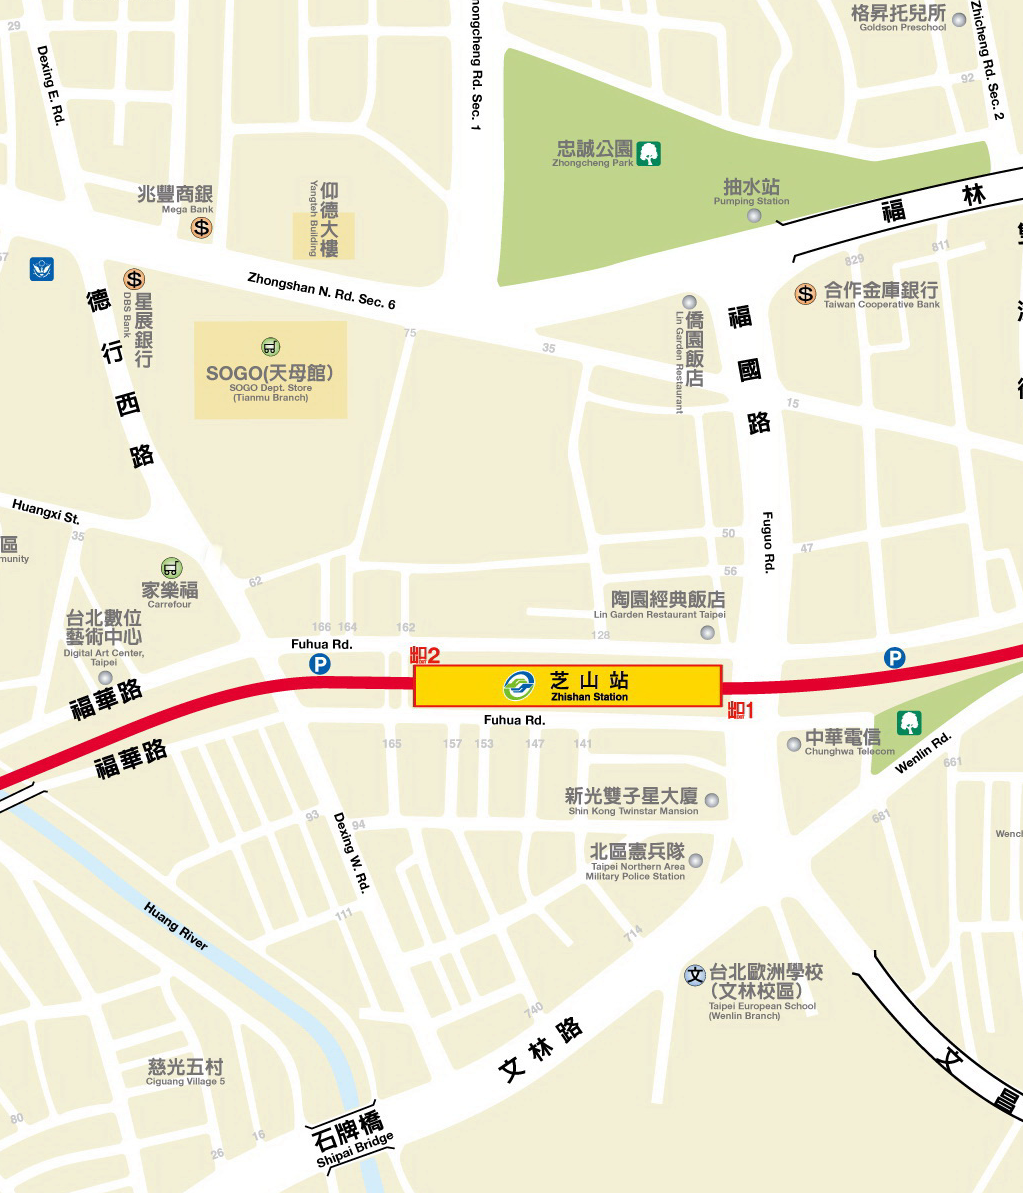 格昇托兒所
Goldson Preschool
Zhicheng Rd. Sec. 2
29
Dexing E. Rd.
92
忠誠公園
Zhongcheng Park
抽水站
Pumping Station
兆豐商銀
Mega Bank
仰德大樓
Yangteh Building
福林
811
829
星展銀行
DBS Bank
Zhongshan N. Rd. Sec. 6
合作金庫銀行
Taiwan Cooperative Bank
德行西路
僑園飯店
Lin Garden Restaurant
福國路
75
35
SOGO(天母館)
SOGO Dept. Store
(Tianmu Branch)
15
Huangxi St.
35
Fuguo Rd.
50
47
56
62
家樂福
Carrefour
台北數位
藝術中心
Digital Art Center,
Taipei
陶園經典飯店
Lin Garden Restaurant Taipei
166
164
162
128
Fuhua Rd.
P
出口2
芝山站
Zhishan Station
P
出口1
福華路
福華路
Fuhua Rd.
中華電信
Chunghwa Telecom
Wenlin Rd.
165
157
153
147
141
661
新光雙子星大廈
Shin Kong Twinstar Mansion
681
93
94
Dexing W. Rd.
北區憲兵隊
Taipei Northern Area
Military Police Station
111
Huang River
714
文
台北歐洲學校
(文林校區)
Taipei European School
(Wenlin Branch)
740
文林路
文昌
慈光五村
Ciguang Village 5
80
16
26
石牌橋
Shipai Bridge